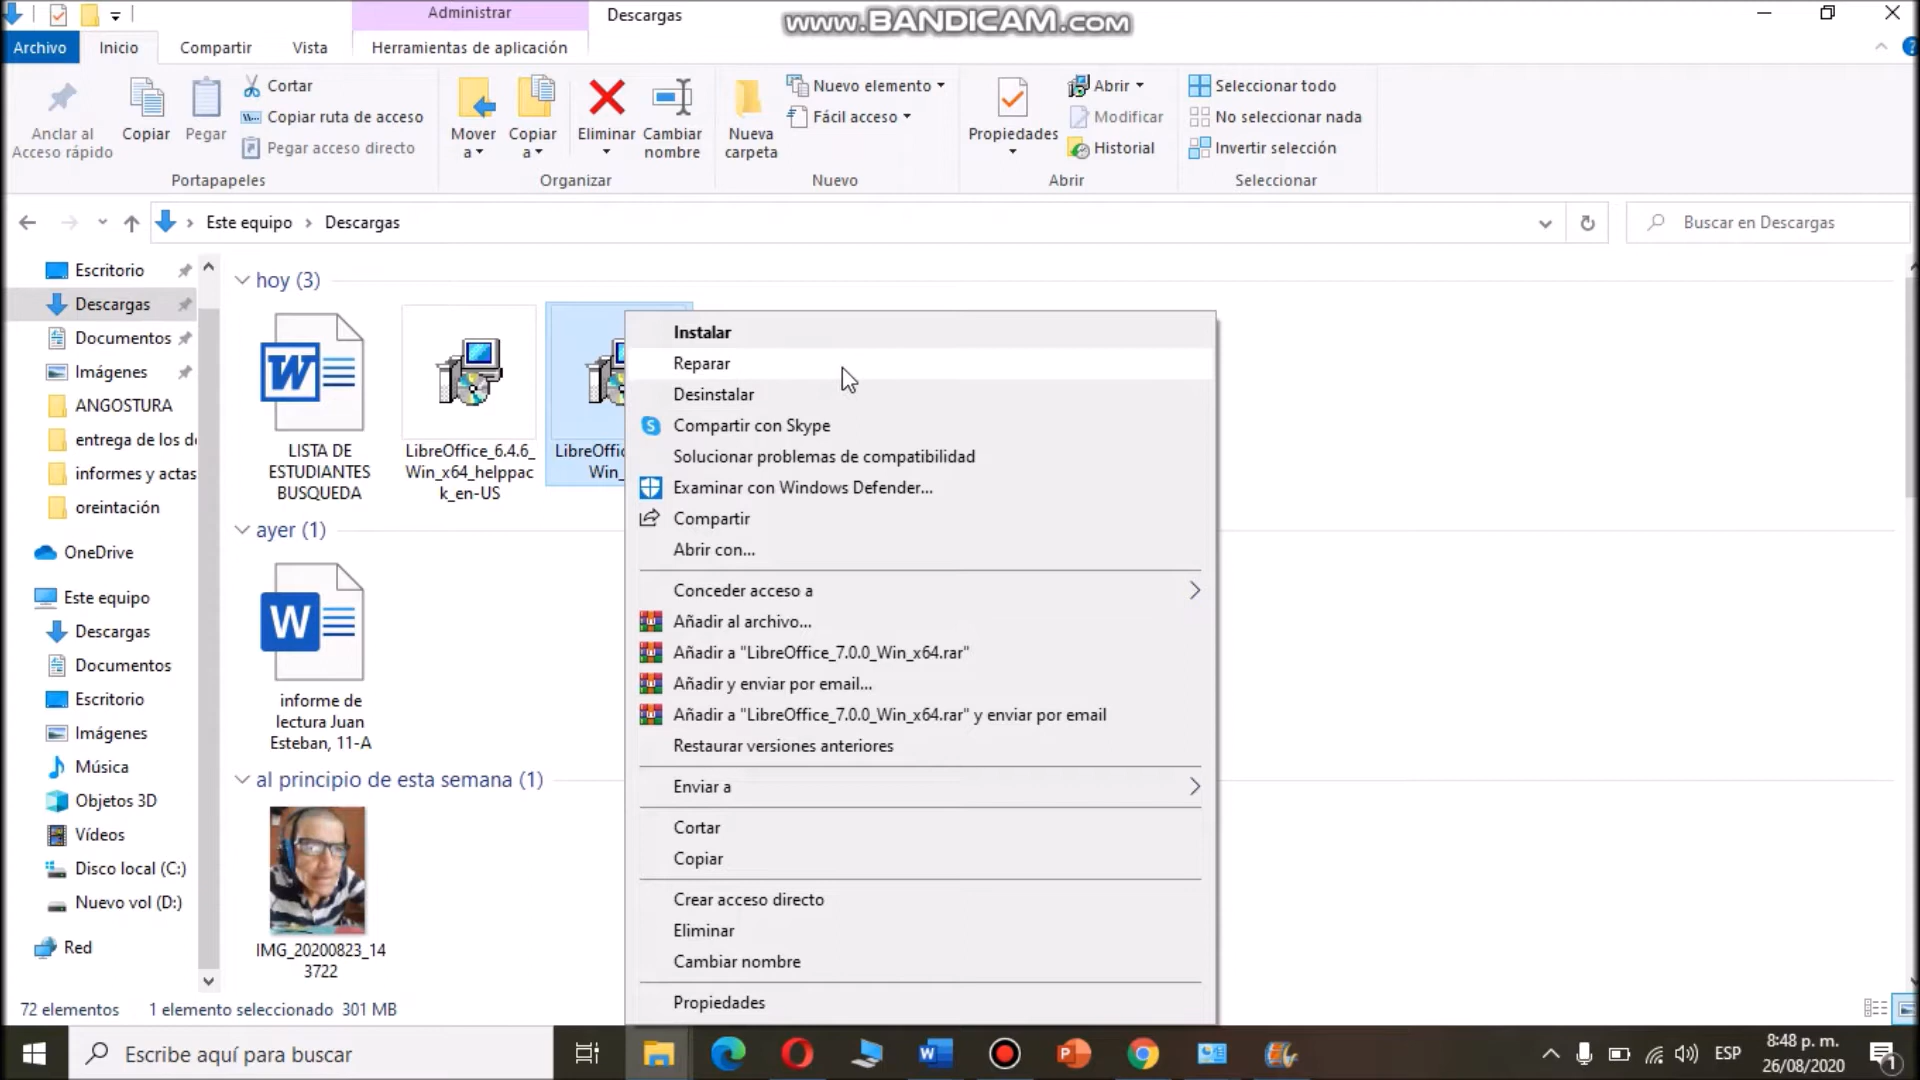 Administrar
Descargas
www.BANDICAM.com
Archivo
Inicio
Compartir
Vista
Herramientas de aplicación
Anclar al
Acceso rápido
Copiar
Pegar
Cortar
Copiar ruta de acceso
Pegar acceso directo
Portapapeles
Mover
a
Copiar
a
Eliminar
Cambiar
nombre
Organizar
Nueva
carpeta
Nuevo elemento
Fácil acceso
Nuevo
Propiedades
Abrir
Modificar
Historial
Abrir
Seleccionar todo
No seleccionar nada
Invertir selección
Seleccionar
Este equipo
Descargas
Buscar en Descargas
Escritorio
Descargas
Documentos
Imágenes
ANGOSTURA
entrega de los d
informes y actas
oreintación
OneDrive
Este equipo
Descargas
Documentos
Escritorio
Imágenes
Música
Objetos 3D
Vídeos
Disco local (C:)
Nuevo vol (D:)
Red
hoy (3)
LISTA DE
ESTUDIANTES
BUSQUEDA
LibreOffice_6.4.6_
Win_x64_helppac
k_en-US
LibreOffi
Win_
ayer (1)
informe de
lectura Juan
Esteban, 11-A
al principio de esta semana (1)
IMG_20200823_14
3722
Instalar
Reparar
Desinstalar
Compartir con Skype
Solucionar problemas de compatibilidad
Examinar con Windows Defender...
Compartir
Abrir con...
Conceder acceso a
Añadir al archivo...
Añadir a "LibreOffice_7.0.0_Win_x64.rar"
Añadir y enviar por email...
Añadir a "LibreOffice_7.0.0_Win_x64.rar" y enviar por email
Restaurar versiones anteriores
Enviar a
Cortar
Copiar
Crear acceso directo
Eliminar
Cambiar nombre
Propiedades
72 elementos
1 elemento seleccionado 301 MB
Escribe aquí para buscar
ESP
8:48 p. m.
26/08/2020
1